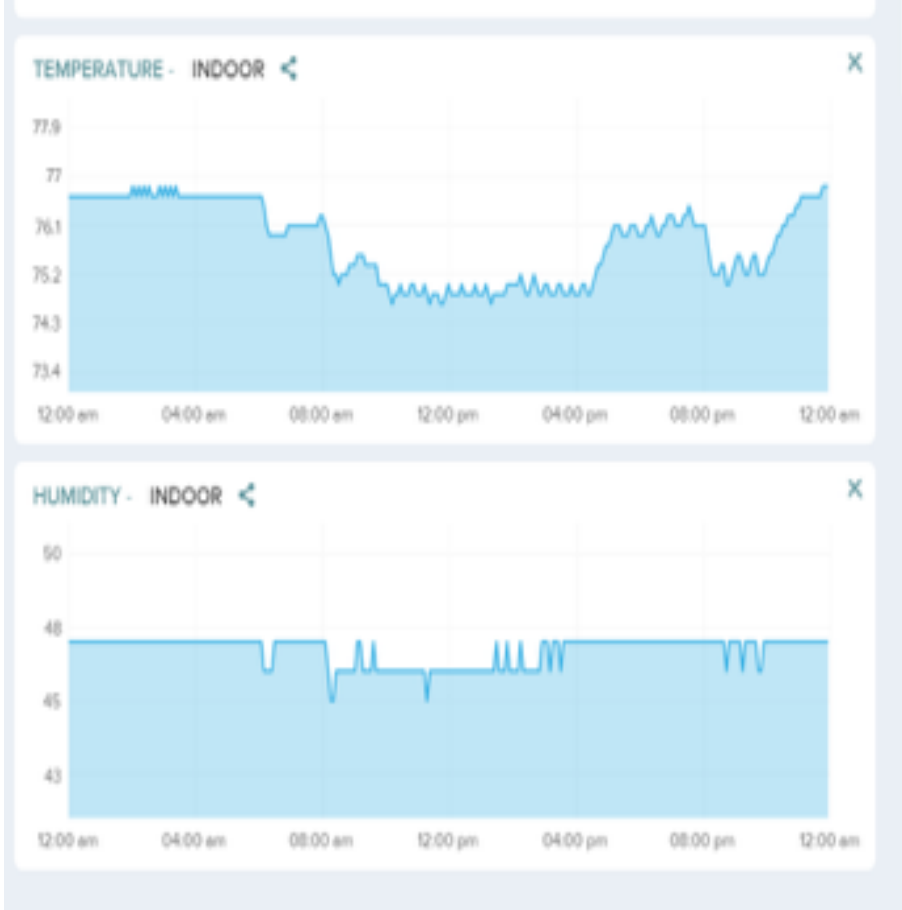 TEMPERATURE - INDOOR X
77.9
77
76.1
75.2
74.3
73.4
12:00 am 04:00 am 08:00 am 12:00 pm 04:00 pm 08:00 pm 12:00 am
HUMIDITY - INDOOR X
50
48
45
43
12:00 am 04:00 am 08:00 am 12:00 pm 04:00 pm 08:00 pm 12:00 am